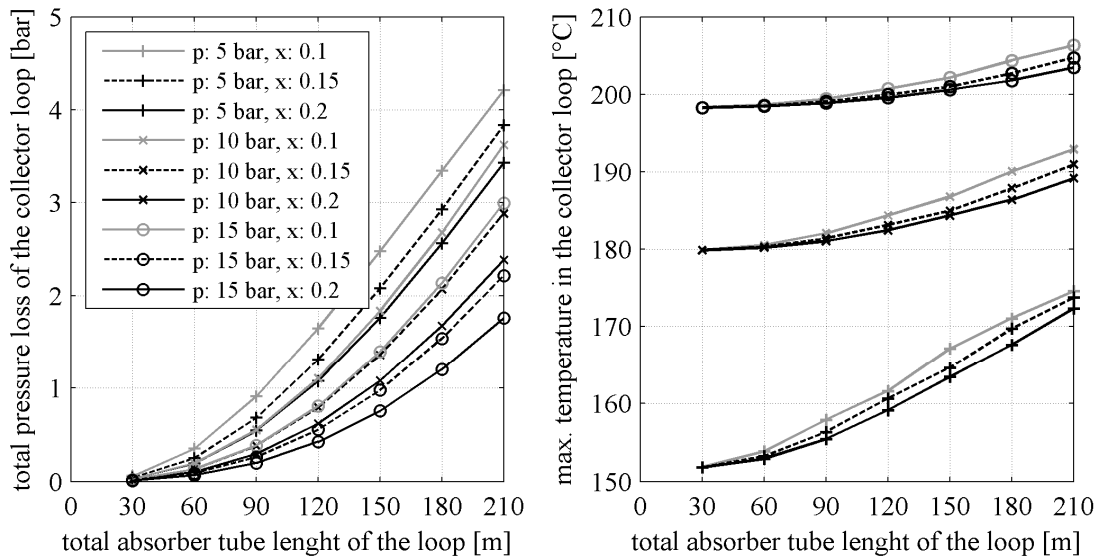 total pressure loss of the collector loop [bar]
5
4
3
2
1
0
p: 5 bar, x: 0.1
p: 5 bar, x: 0.15
p: 5 bar, x: 0.2
p: 10 bar, x: 0.1
p: 10 bar, x: 0.15
p: 10 bar, x: 0.2
p: 15 bar, x: 0.1
p: 15 bar, x: 0.15
p: 15 bar, x: 0.2
0 30 60 90 120 150 180 210
total absorber tube lenght of the loop [m]
max. temperature in the collector loop [°C]
210
200
190
180
170
160
150
0 30 60 90 120 150 180 210
total absorber tube lenght of the loop [m]